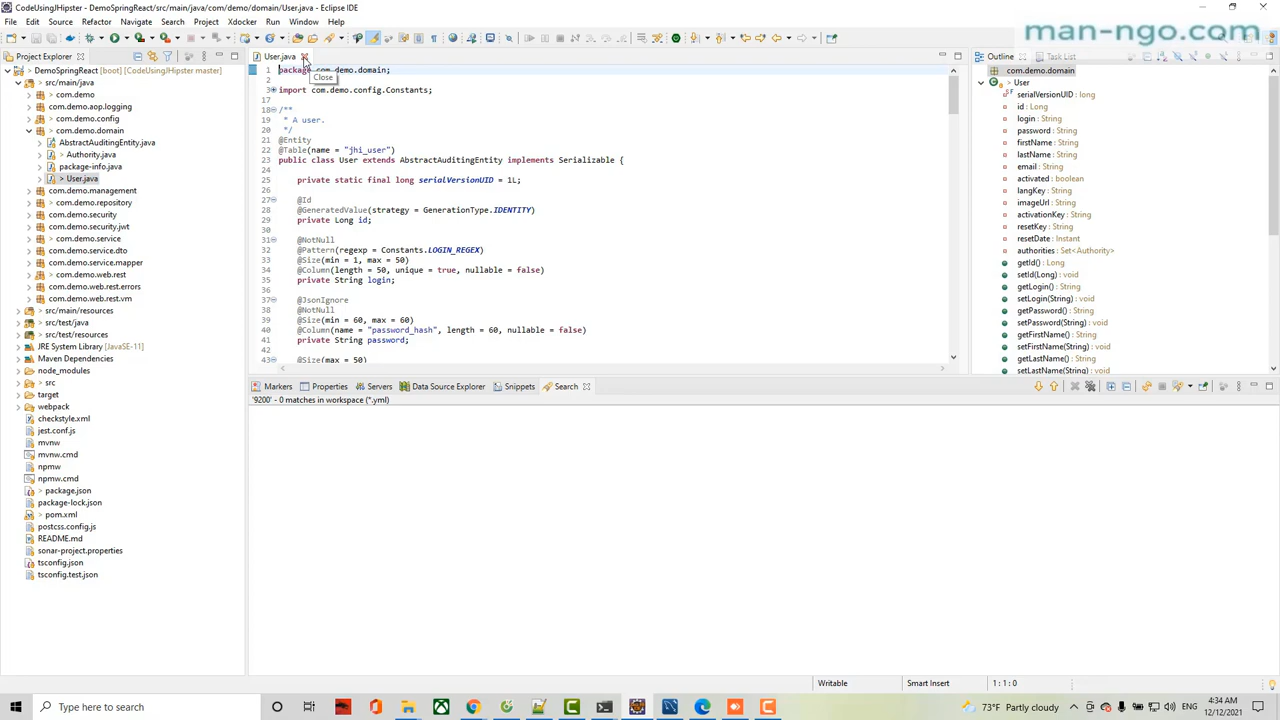 CodeUsingJHipster - DemoSpringReact/src/main/java/com/demo/domain/User.java - Eclipse IDE
man-ngo.com
File Edit Source Refactor Navigate Search Project Xdocker Run Window Help
Project Explorer
DemoSpringReact [boot] [CodeUsingJHipster master]
src/main/java
> com.demo
com.demo.aop.logging
> com.demo.config
> com.demo.domain
AbstractAuditingEntity.java
> Authority.java
package-info.java
> User.java
com.demo.management
> com.demo.repository
com.demo.security
com.demo.security.jwt
> com.demo.service
com.demo.service.dto
com.demo.service.mapper
> com.demo.web.rest
com.demo.web.rest.errors
com.demo.web.rest.vm
> src/main/resources
> src/test/java
> src/test/resources
JRE System Library [JavaSE-11]
Maven Dependencies
node_modules
> src
target
webpack
checkstyle.xml
jest.conf.js
mvnw
mvnw.cmd
npmw
npmw.cmd
> package.json
package-lock.json
> pom.xml
postcss.config.js
README.md
sonar-project.properties
tsconfig.json
tsconfig.test.json
User.java
Close
1 package com.demo.domain;
2
3 import com.demo.config.Constants;
17
18 /**
19 * A user.
20 */
21 @Entity
22 @Table(name = "jhi_user")
23 public class User extends AbstractAuditingEntity implements Serializable {
24
25 private static final long serialVersionUID = 1L;
26
27 @Id
28 @GeneratedValue(strategy = GenerationType.IDENTITY)
29 private Long id;
30
31 @NotNull
32 @Pattern(regexp = Constants.LOGIN_REGEX)
33 @Size(min = 1, max = 50)
34 @Column(length = 50, unique = true, nullable = false)
35 private String login;
36
37 @JsonIgnore
38 @NotNull
39 @Size(min = 60, max = 60)
40 @Column(name = "password_hash", length = 60, nullable = false)
41 private String password;
42
43 @Size(max = 50)
Outline Task List
com.demo.domain
User
serialVersionUID : long
id : Long
login : String
password : String
firstName : String
lastName : String
email : String
activated : boolean
langKey : String
imageUrl : String
activationKey : String
resetKey : String
resetDate : Instant
authorities : Set<Authority>
getId() : Long
setId(Long) : void
getLogin() : String
setLogin(String) : void
getPassword() : String
setPassword(String) : void
getFirstName() : String
setFirstName(String) : void
getLastName() : String
setLastName(String) : void
Markers Properties Servers Data Source Explorer Snippets Search
'9200' - 0 matches in workspace (*.yml)
Writable Smart Insert 1 : 1 : 0
Type here to search
73°F Partly cloudy
ENG
4:34 AM
12/12/2021